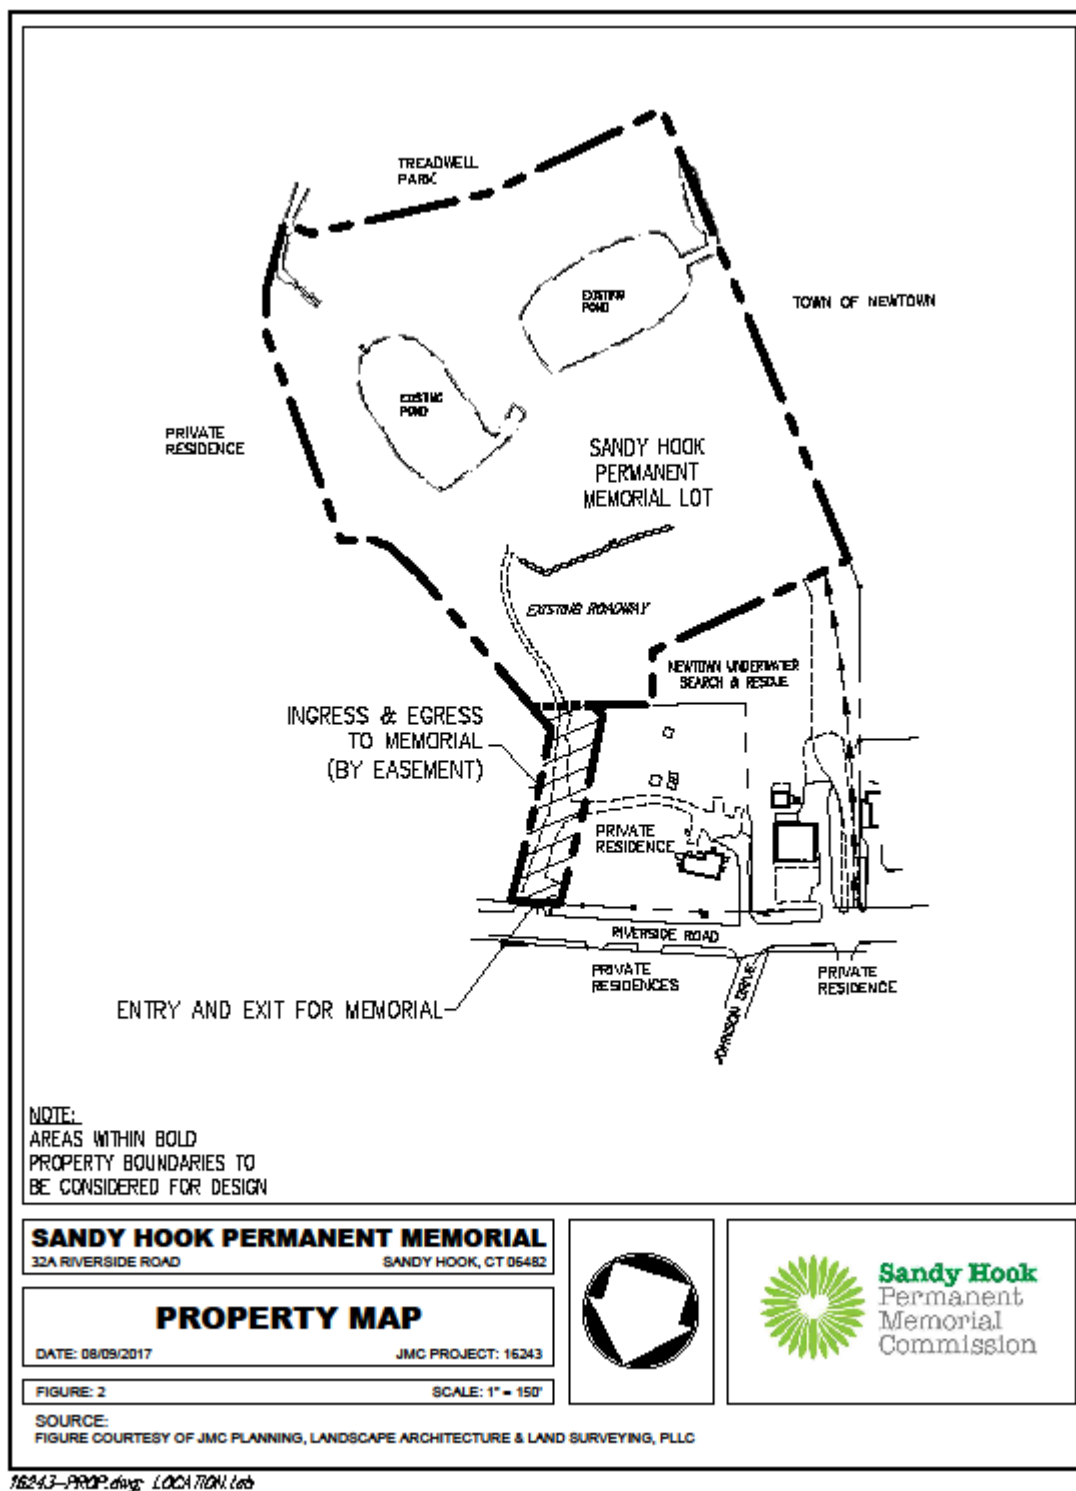 TREADWELL
PARK
EXISTING
POND
TOWN OF NEWTOWN
EXISTING
POND
PRIVATE
RESIDENCE
SANDY HOOK
PERMANENT
MEMORIAL LOT
EXISTING ROADWAY
NEWTOWN UNDERWATER
SEARCH & RESCUE
INGRESS & EGRESS
TO MEMORIAL
(BY EASEMENT)
PRIVATE
RESIDENCE
RIVERSIDE ROAD
PRIVATE
RESIDENCES
JOHNSON DRIVE
PRIVATE
RESIDENCE
ENTRY AND EXIT FOR MEMORIAL
NOTE:
AREAS WITHIN BOLD
PROPERTY BOUNDARIES TO
BE CONSIDERED FOR DESIGN
SANDY HOOK PERMANENT MEMORIAL
32A RIVERSIDE ROAD SANDY HOOK, CT 06482
PROPERTY MAP
DATE: 08/09/2017 JMC PROJECT: 16243
FIGURE: 2 SCALE: 1" = 150'
Sandy Hook
Permanent
Memorial
Commission
SOURCE:
FIGURE COURTESY OF JMC PLANNING, LANDSCAPE ARCHITECTURE & LAND SURVEYING, PLLC
16243-PROP.dwg LOCATION.tab